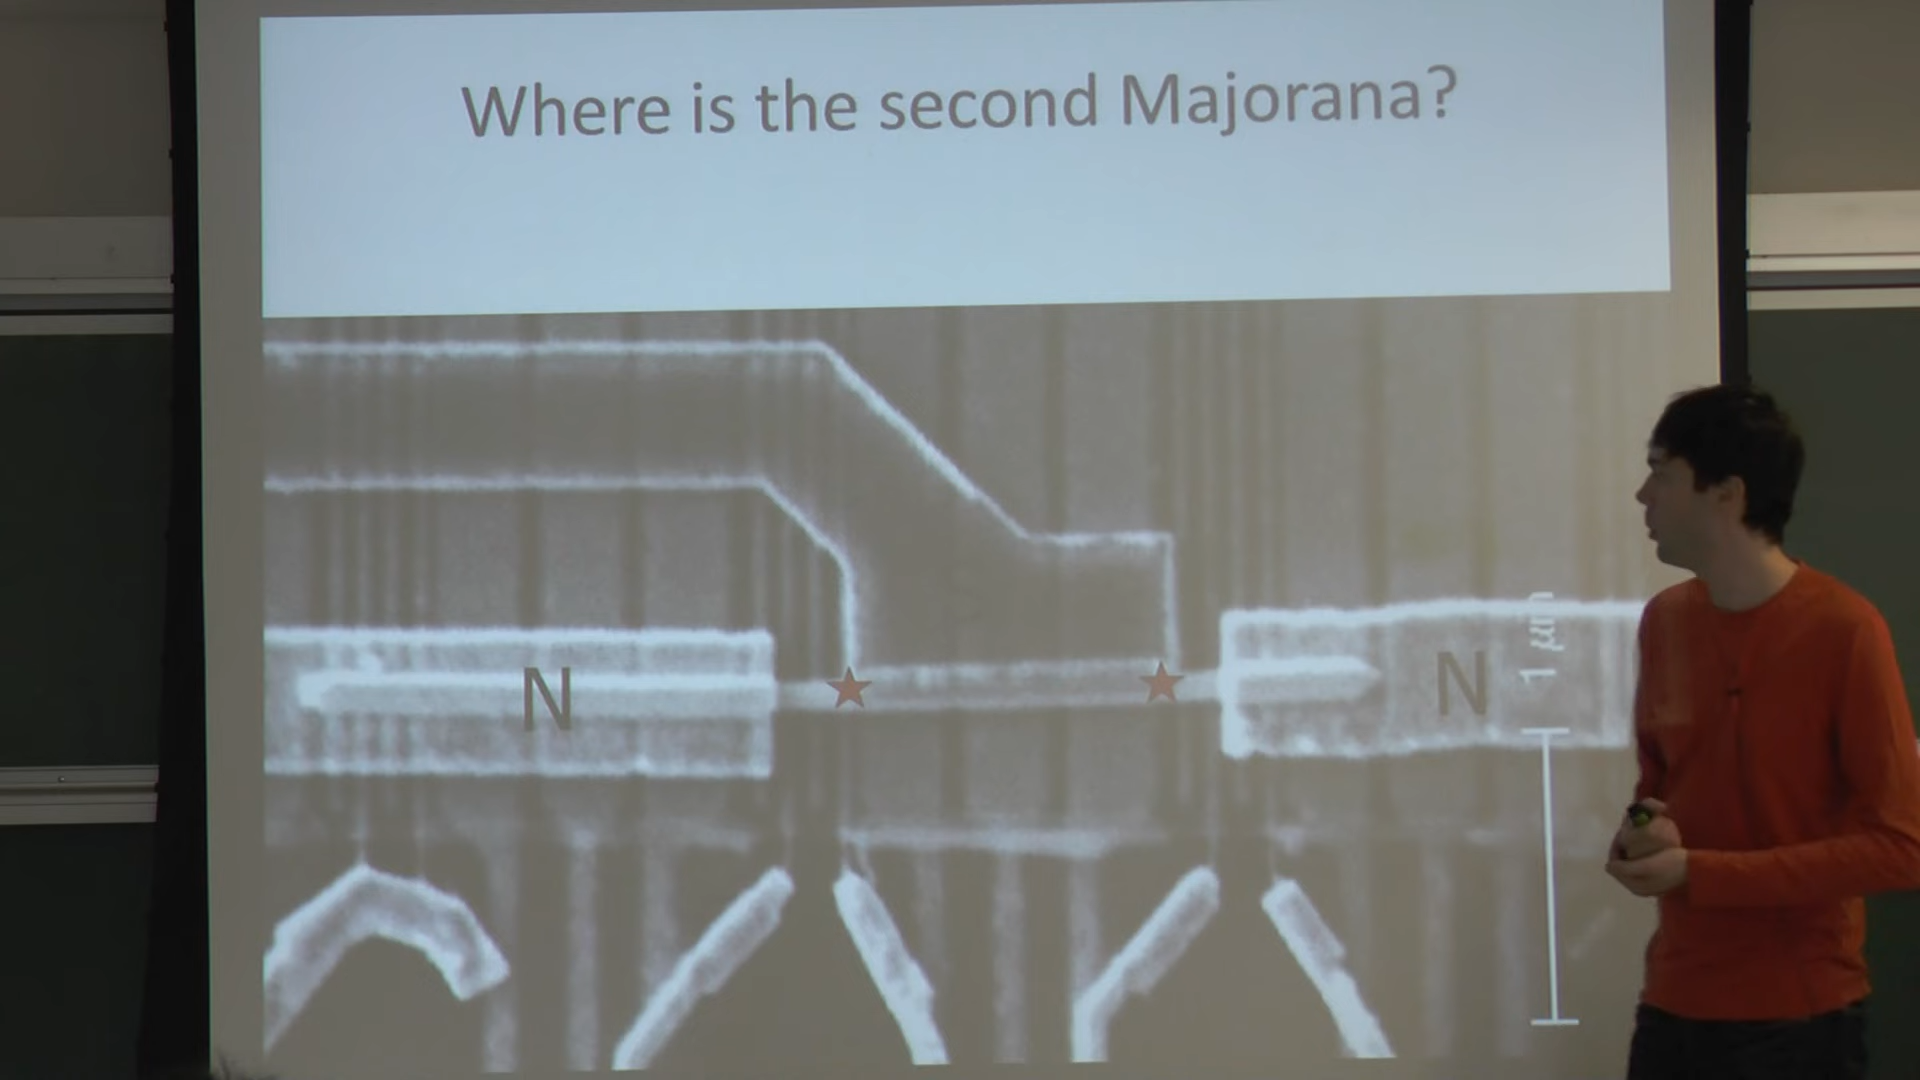 Where is the second Majorana?
N
N
1 μm